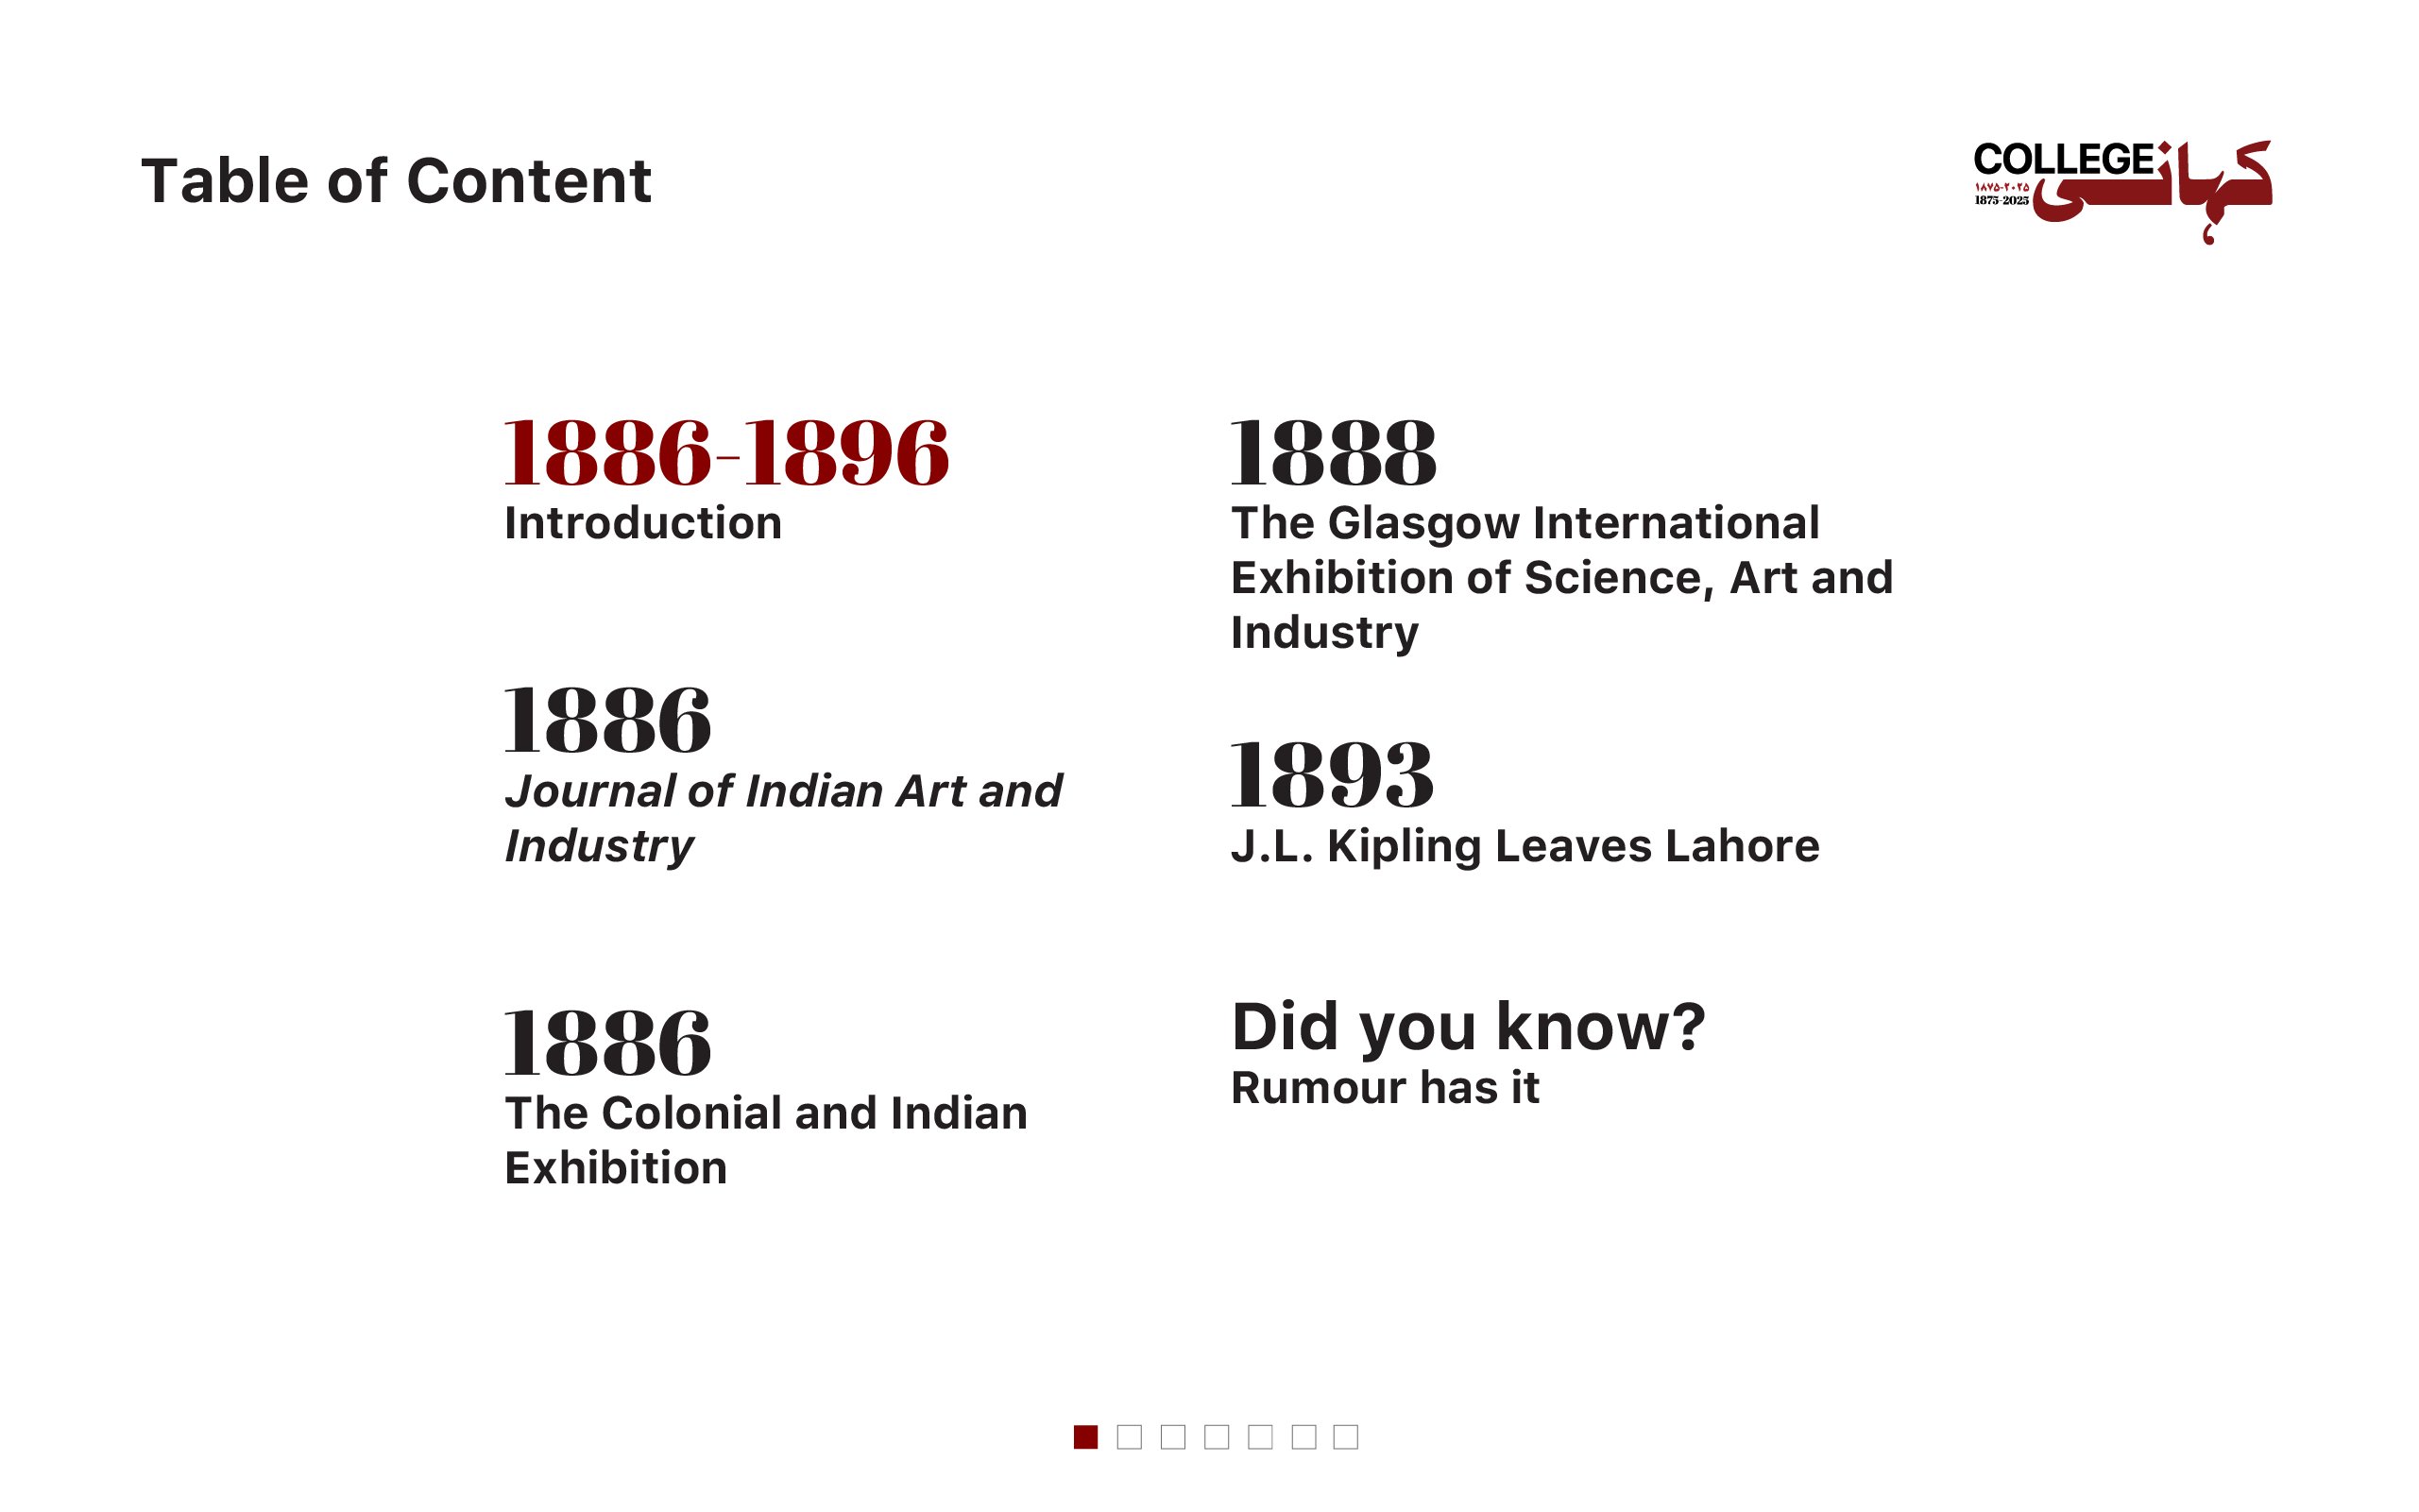 Table of Content
COLLEGE کہانی
۱۸۷۵-۲۰۲۵
1875-2025
1886-1896
Introduction
1886
Journal of Indian Art and
Industry
1886
The Colonial and Indian
Exhibition
1888
The Glasgow International
Exhibition of Science, Art and
Industry
1893
J.L. Kipling Leaves Lahore
Did you know?
Rumour has it